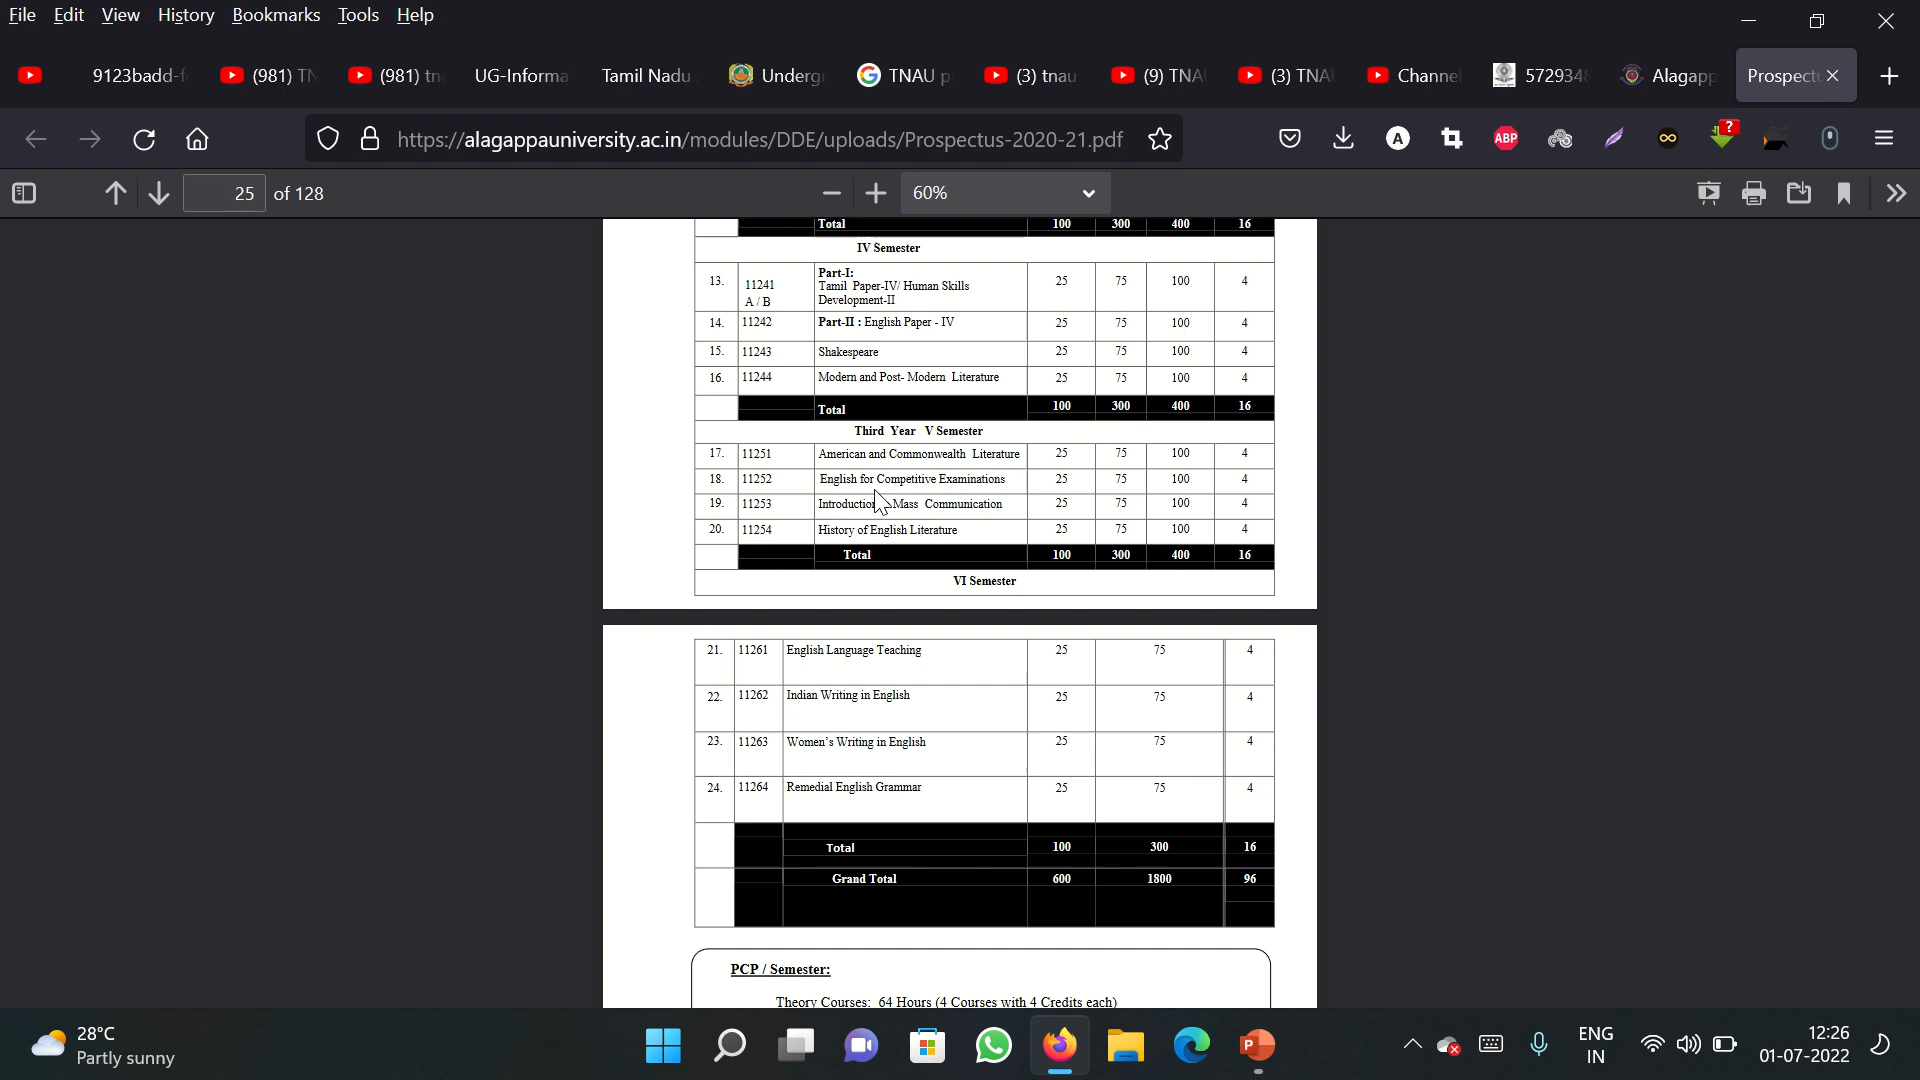 File Edit View History Bookmarks Tools Help
9123badd-f (981) TN (981) tn UG-Informa Tamil Nadu Underg TNAU p (3) tnau (9) TNA (3) TNA Channel 5729348 Alagapp Prospect
https://alagappauniversity.ac.in/modules/DDE/uploads/Prospectus-2020-21.pdf A ABP ?
25 of 128 60%
Total 100 300 400 16
IV Semester
13. 11241 A / B Part-I: 25 75 100 4
Tamil Paper-IV/ Human Skills
Development-II
14. 11242 Part-II : English Paper - IV 25 75 100 4
15. 11243 Shakespeare 25 75 100 4
16. 11244 Modern and Post- Modern Literature 25 75 100 4
Total 100 300 400 16
Third Year V Semester
17. 11251 American and Commonwealth Literature 25 75 100 4
18. 11252 English for Competitive Examinations 25 75 100 4
19. 11253 Introduction Mass Communication 25 75 100 4
20. 11254 History of English Literature 25 75 100 4
Total 100 300 400 16
VI Semester
21. 11261 English Language Teaching 25 75 4
22. 11262 Indian Writing in English 25 75 4
23. 11263 Women's Writing in English 25 75 4
24. 11264 Remedial English Grammar 25 75 4
Total 100 300 16
Grand Total 600 1800 96
PCP / Semester:
Theory Courses: 64 Hours (4 Courses with 4 Credits each)
28°C
Partly sunny
P
ENG
IN
12:26
01-07-2022